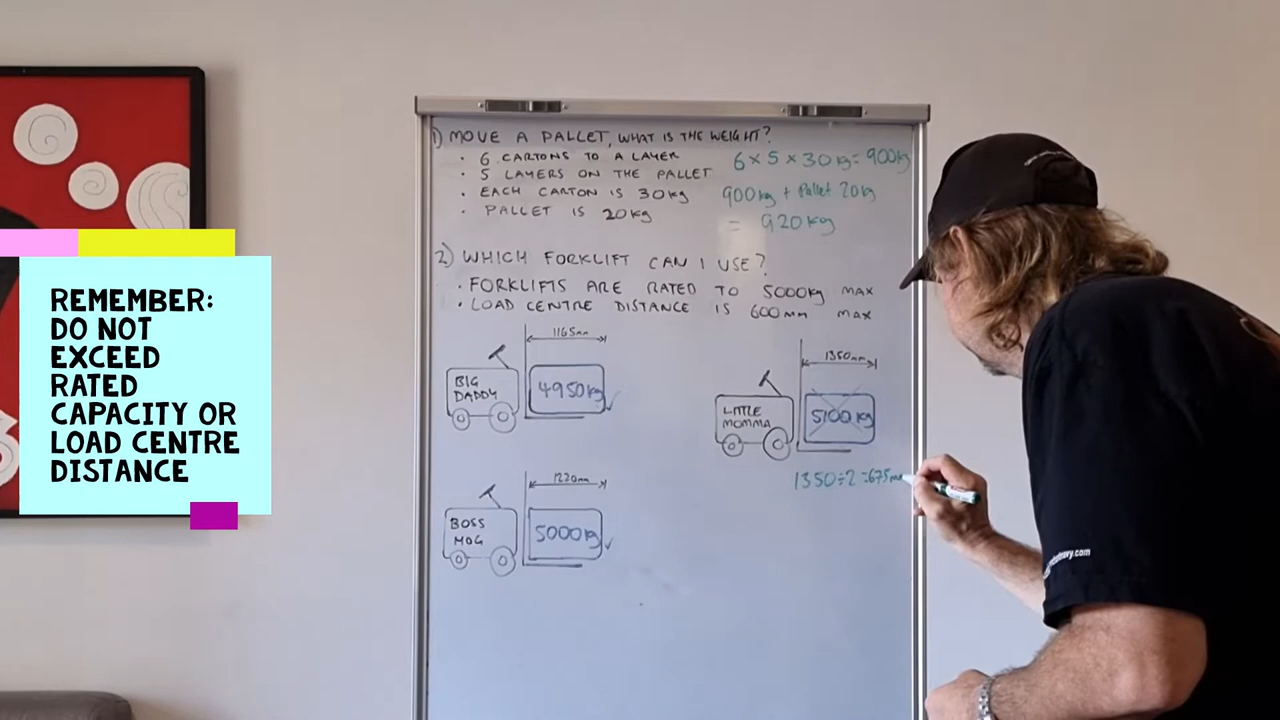 1) MOVE A PALLET, WHAT IS THE WEIGHT?
• 6 CARTONS TO A LAYER
6 x 5 x 30kg = 900kg
• 5 LAYERS ON THE PALLET
• EACH CARTON IS 30kg
900kg + Pallet 20kg
• PALLET IS 20kg
= 920kg
2) WHICH FORKLIFT CAN I USE?
• FORKLIFTS ARE RATED TO 5000kg MAX
• LOAD CENTRE DISTANCE IS 600mm MAX
1165mm
BIG
DADDY
4950kg ✓
1350mm
LITTLE
MOMMA
5100kg
1350÷2=675mm
1220mm
BOSS
HOG
5000kg ✓
REMEMBER:
DO NOT
EXCEED
RATED
CAPACITY OR
LOAD CENTRE
DISTANCE